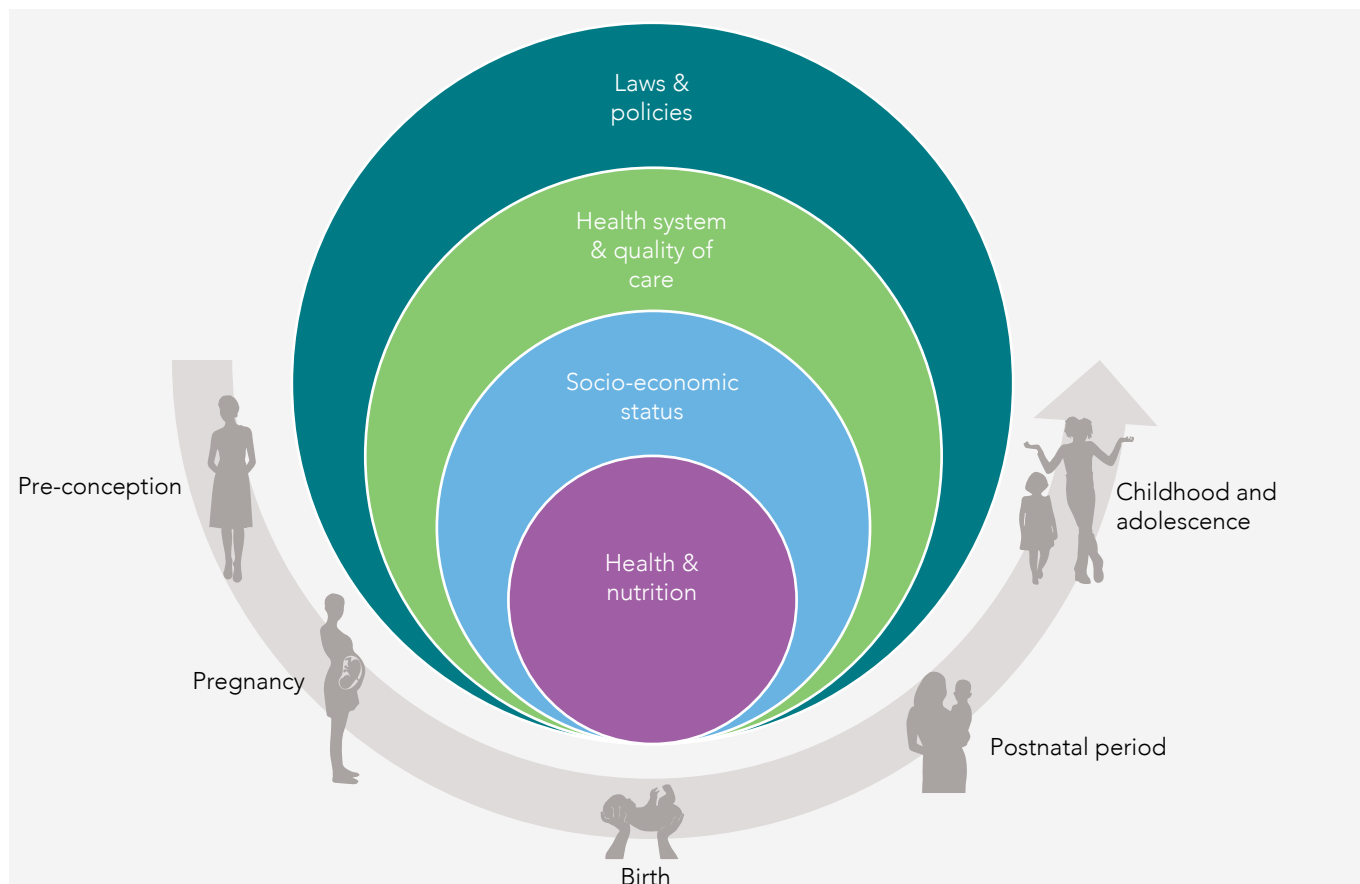 Laws &
policies
Health system
& quality of
care
Socio-economic
status
Health &
nutrition
Pre-conception
Pregnancy
Birth
Postnatal period
Childhood and
adolescence